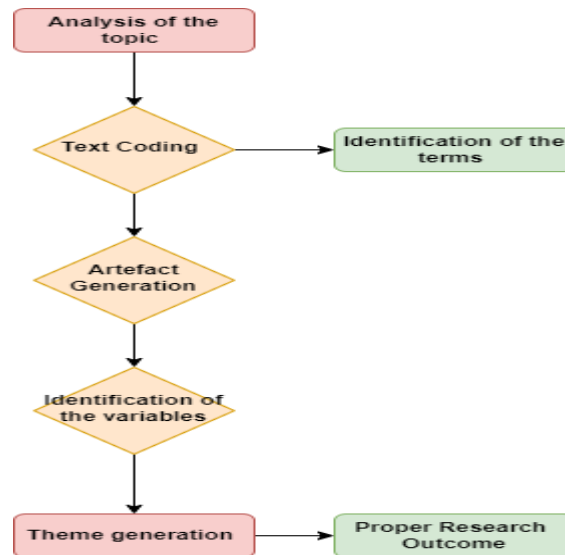 Analysis of the
topic
Text Coding
Identification of the
terms
Artefact
Generation
Identification of
the variables
Theme generation
Proper Research
Outcome